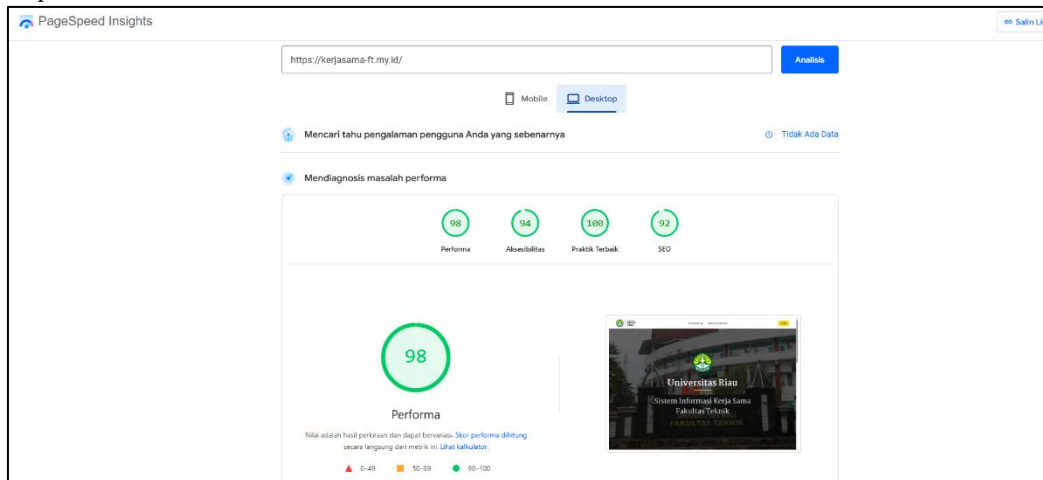 PageSpeed Insights
Salin Li
https://kerjasama-ft.my.id/
Analisis
Mobile
Desktop
Mencari tahu pengalaman pengguna Anda yang sebenarnya
Tidak Ada Data
Mendiagnosis masalah performa
98 94 100 92
Performa Aksesibilitas Praktik Terbaik SEO
98
Performa
Nilai adalah hasil perkiraan dan dapat bervariasi. Skor performa dihitung
secara langsung dari metrik ini. Lihat kalkulator.
0-49 50-89 90-100
Universitas Riau
Sistem Informasi Kerja Sama
Fakultas Teknik
FAKULTAS TEKNIK